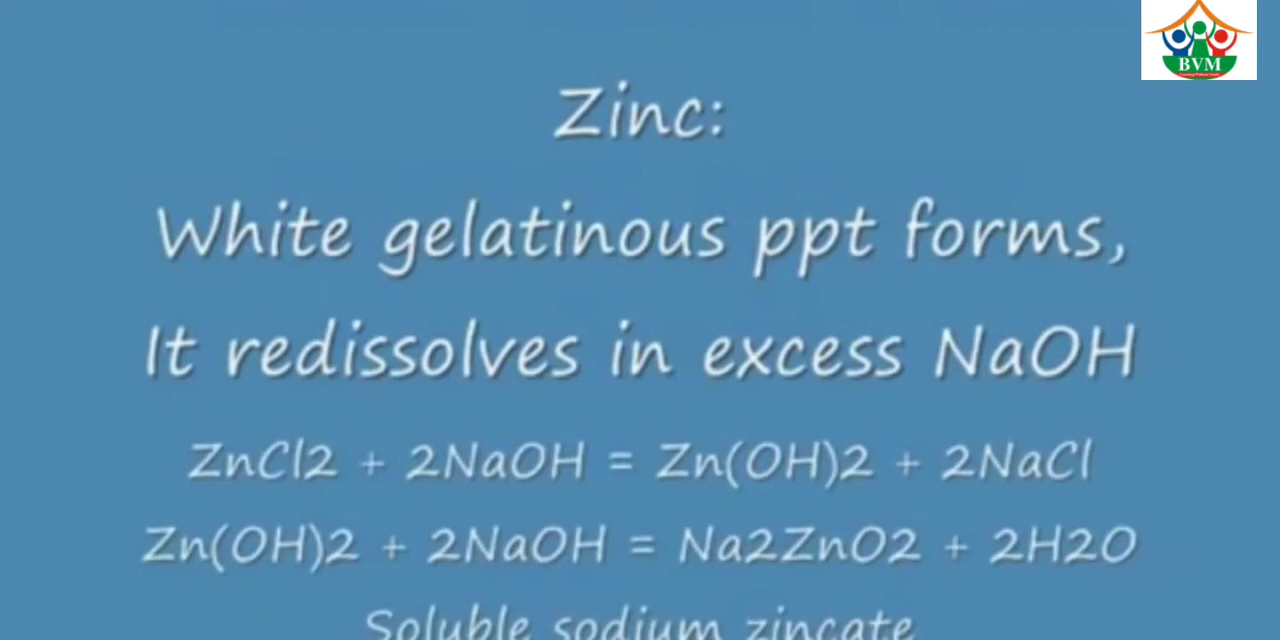 BVM
Zinc:
White gelatinous ppt forms,
It redissolves in excess NaOH
ZnCl2 + 2NaOH = Zn(OH)2 + 2NaCl
Zn(OH)2 + 2NaOH = Na2ZnO2 + 2H2O
Soluble sodium zincate